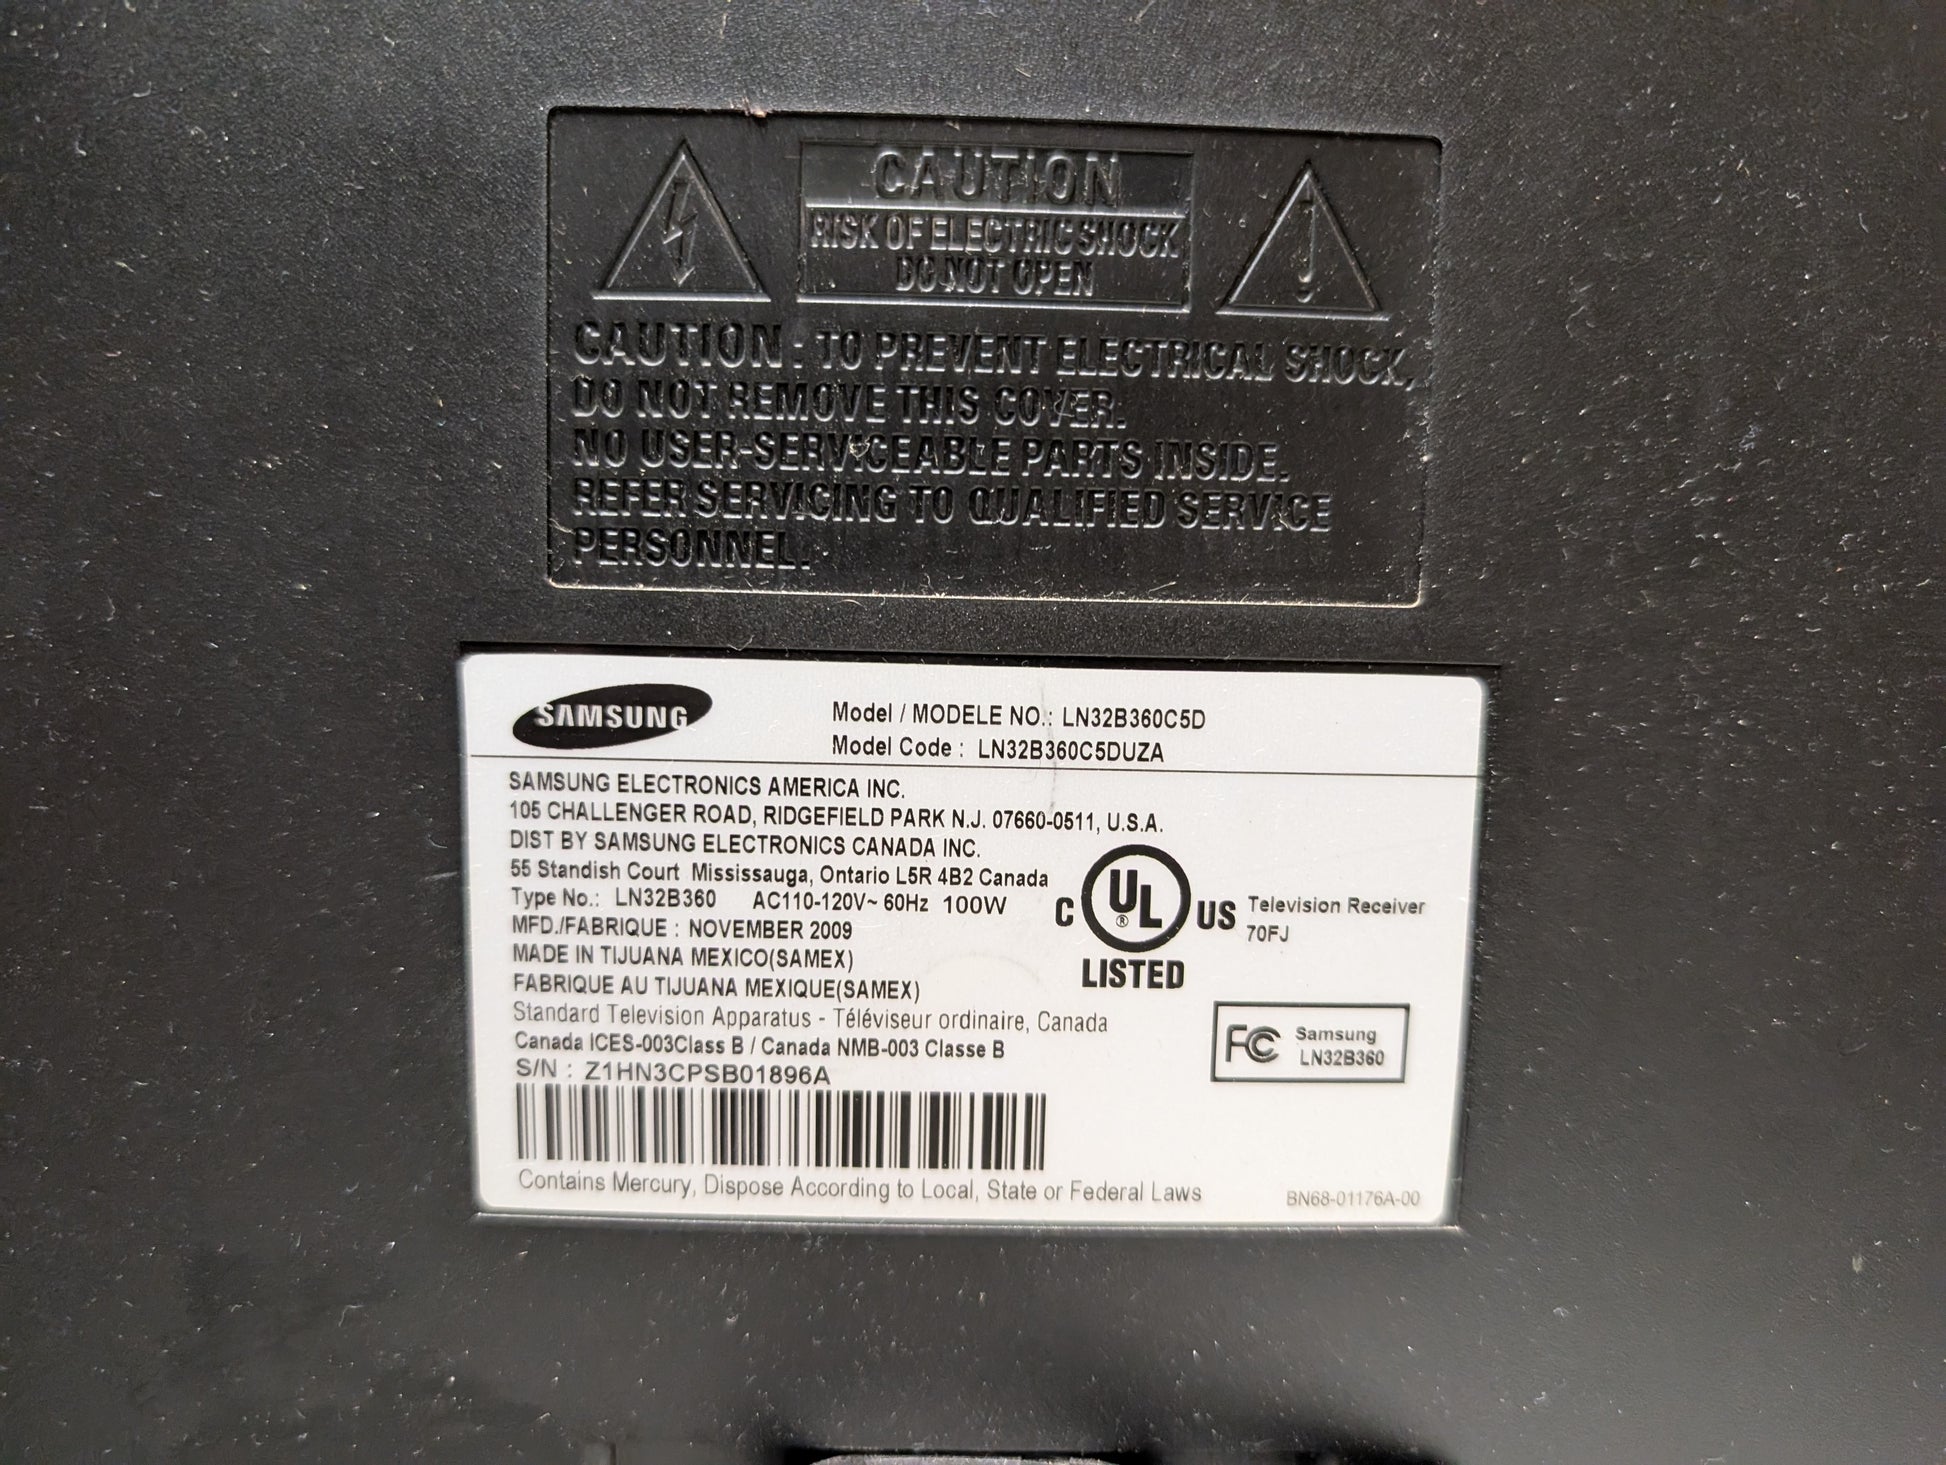 CAUTION
RISK OF ELECTRIC SHOCK
DO NOT OPEN
CAUTION : TO PREVENT ELECTRICAL SHOCK,
DO NOT REMOVE THIS COVER.
NO USER-SERVICEABLE PARTS INSIDE.
REFER SERVICING TO QUALIFIED SERVICE
PERSONNEL.
SAMSUNG
Model / MODELE NO.: LN32B360C5D
Model Code : LN32B360C5DUZA
SAMSUNG ELECTRONICS AMERICA INC.
105 CHALLENGER ROAD, RIDGEFIELD PARK N.J. 07660-0511, U.S.A.
DIST BY SAMSUNG ELECTRONICS CANADA INC.
55 Standish Court Mississauga, Ontario L5R 4B2 Canada
Type No.: LN32B360 AC110-120V~ 60Hz 100W
MFD./FABRIQUE : NOVEMBER 2009
MADE IN TIJUANA MEXICO(SAMEX)
FABRIQUE AU TIJUANA MEXIQUE(SAMEX)
Standard Television Apparatus - Téléviseur ordinaire, Canada
Canada ICES-003Class B / Canada NMB-003 Classe B
S/N : Z1HN3CPSB01896A
Contains Mercury, Dispose According to Local, State or Federal Laws
C UL ® US
LISTED
Television Receiver
70FJ
FC Samsung
LN32B360
BN68-01176A-00